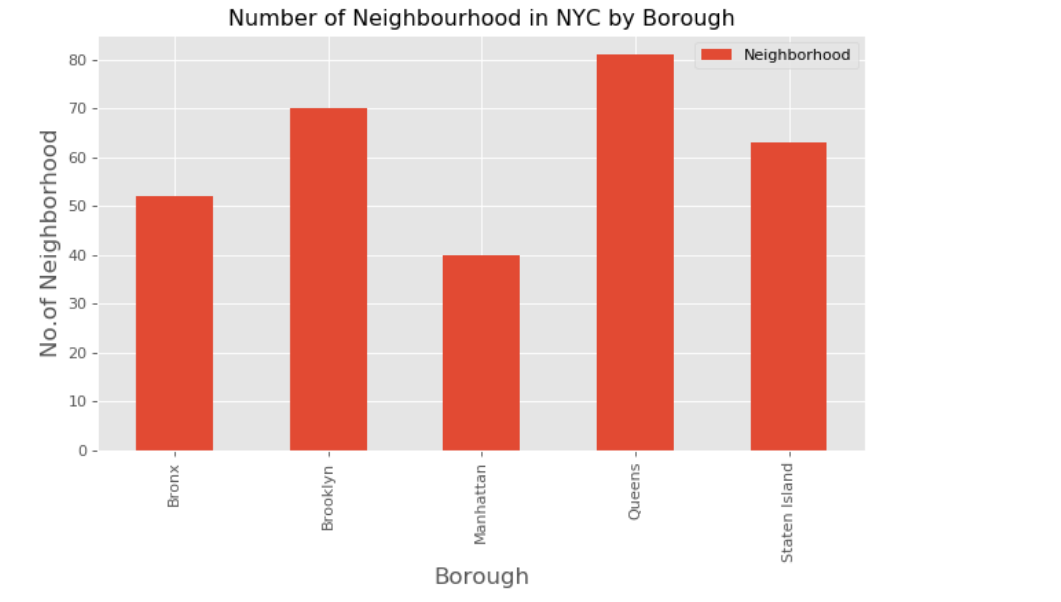 Number of Neighbourhood in NYC by Borough
Neighborhood
No.of Neighborhood
80
70
60
50
40
30
20
10
0
Bronx
Brooklyn
Manhattan
Queens
Staten Island
Borough